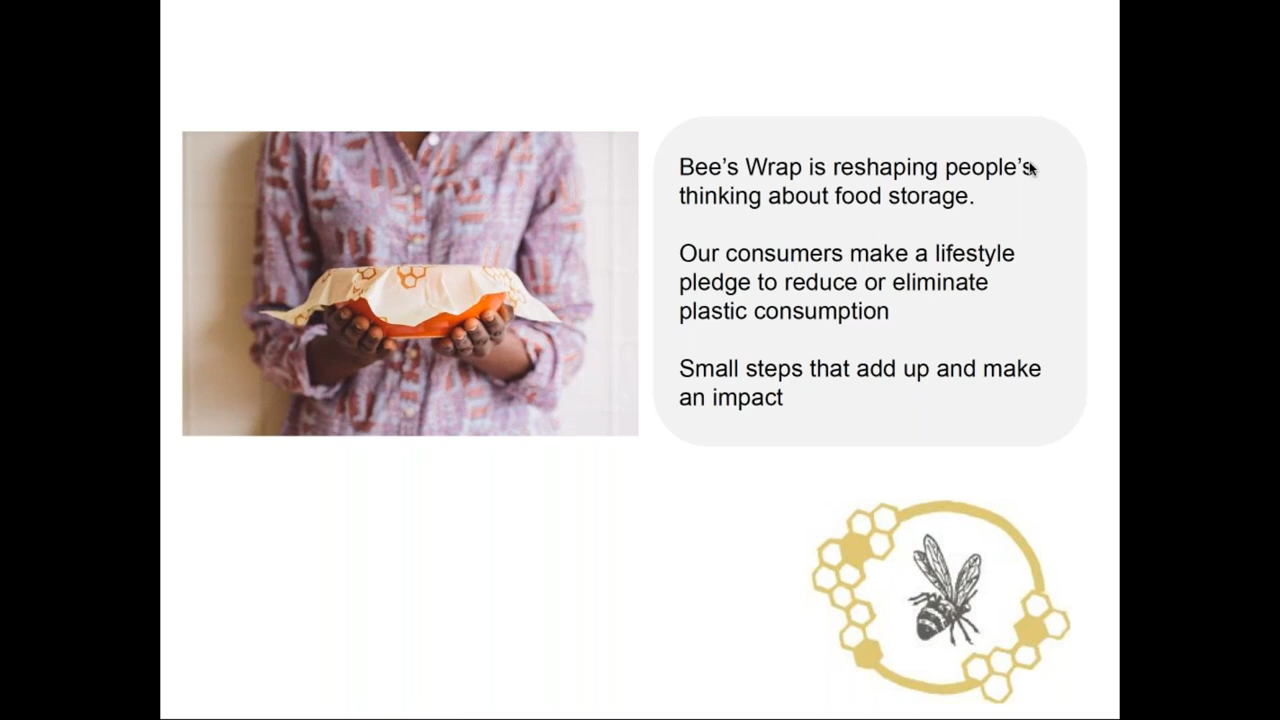 Bee’s Wrap is reshaping people’s
thinking about food storage.
Our consumers make a lifestyle
pledge to reduce or eliminate
plastic consumption
Small steps that add up and make
an impact